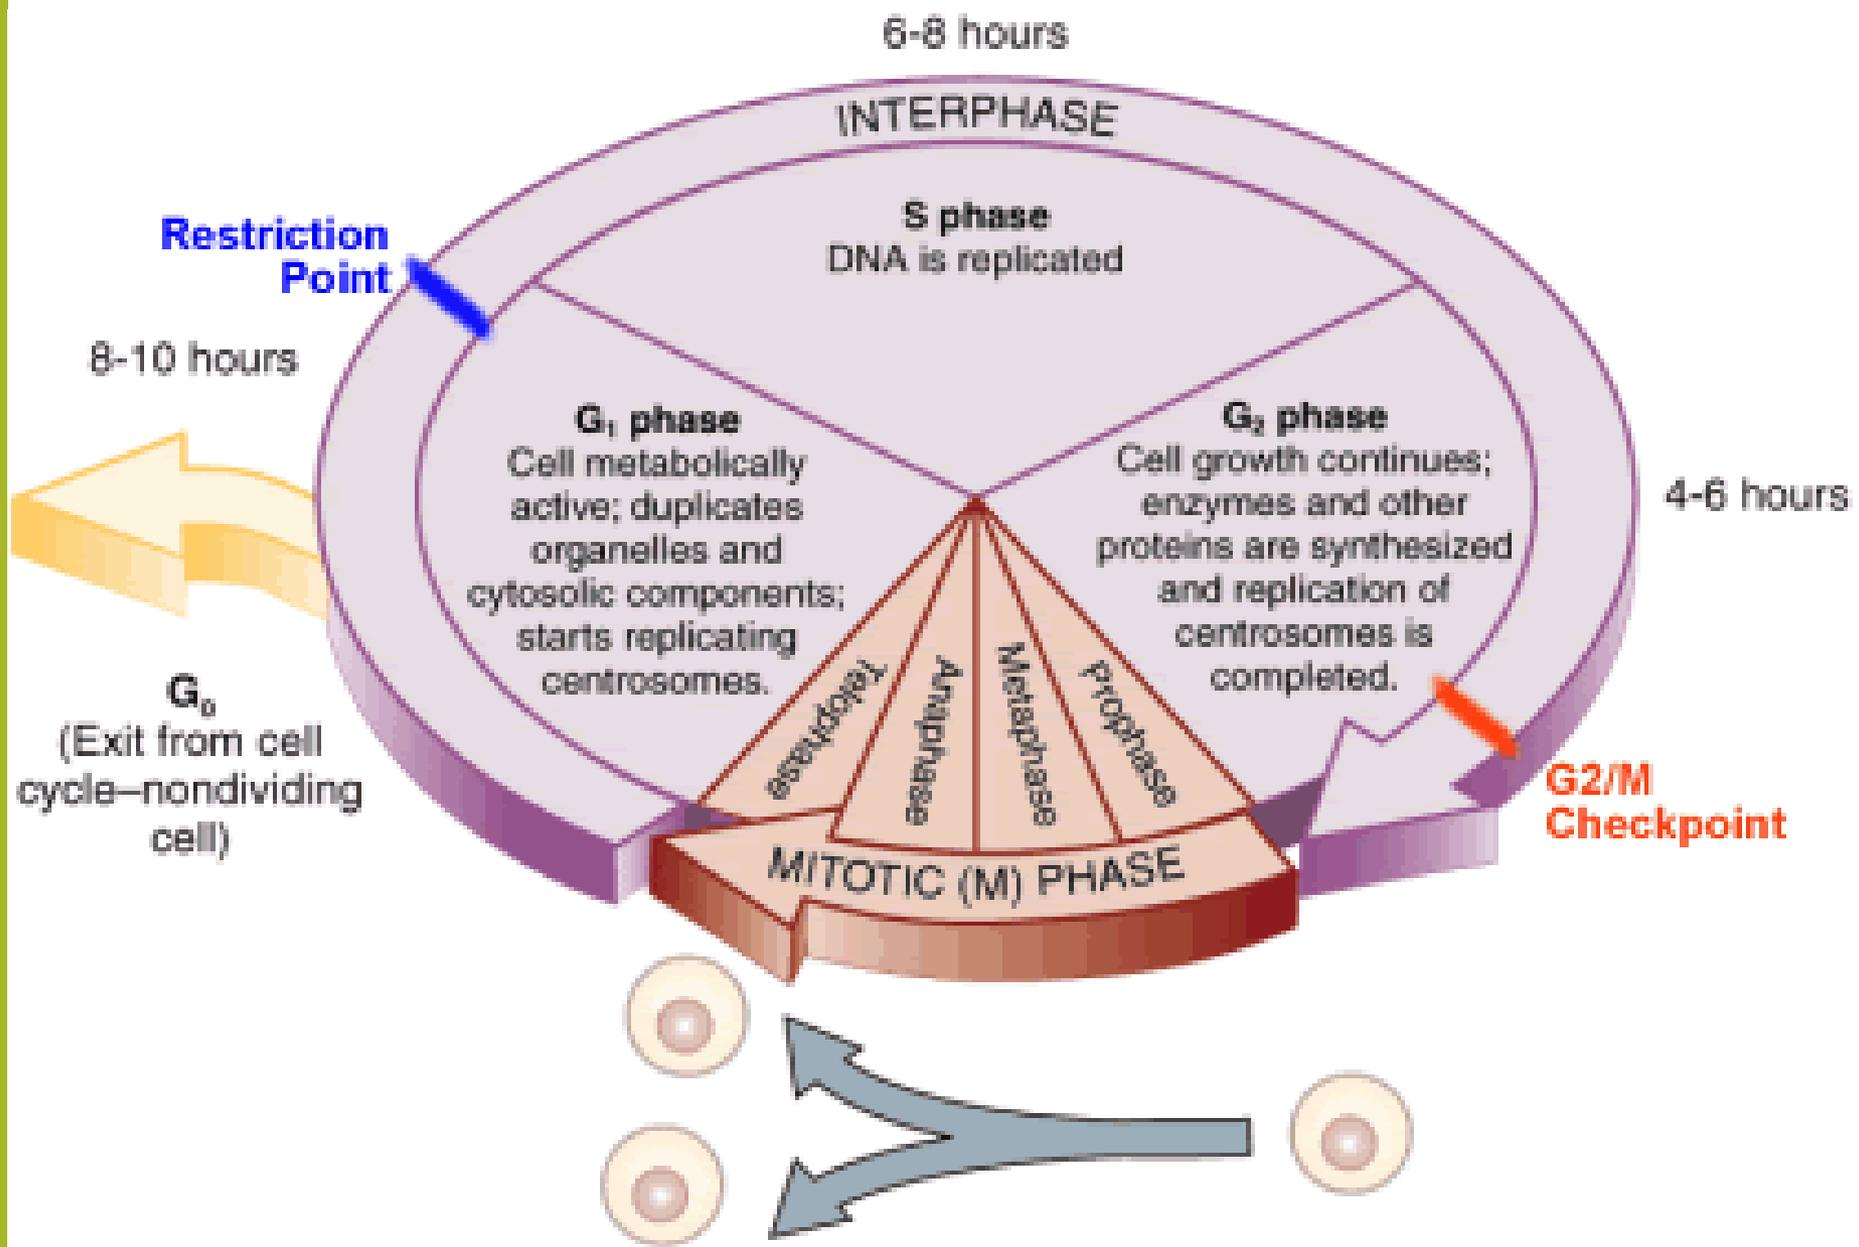 6-8 hours
INTERPHASE
S phase
DNA is replicated
Restriction
Point
8-10 hours
G₁ phase
Cell metabolically
active; duplicates
organelles and
cytosolic components;
starts replicating
centrosomes.
G₂ phase
Cell growth continues;
enzymes and other
proteins are synthesized
and replication of
centrosomes is
completed.
4-6 hours
G₀
(Exit from cell
cycle–nondividing
cell)
Telophase
Anaphase
Metaphase
Prophase
G2/M
Checkpoint
MITOTIC (M) PHASE